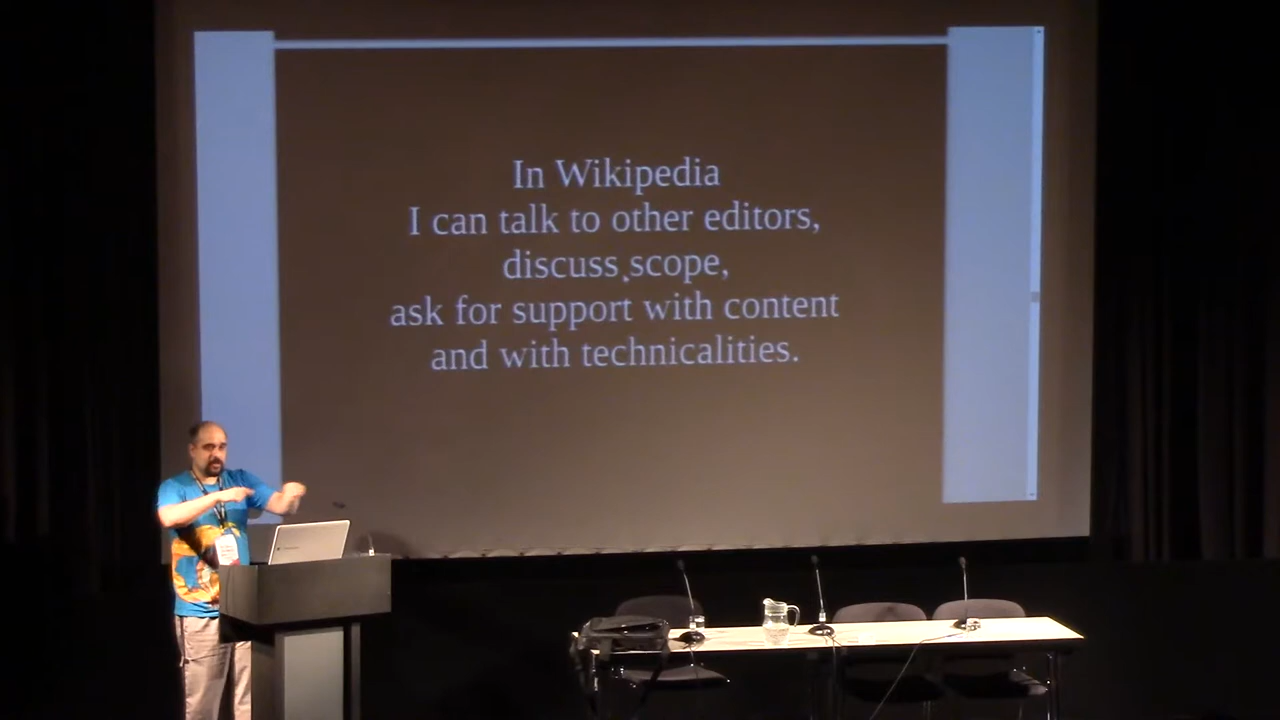 In Wikipedia
I can talk to other editors,
discuss scope,
ask for support with content
and with technicalities.